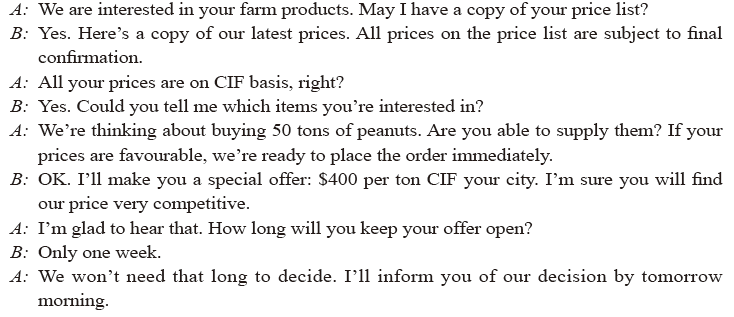 A: We are interested in your farm products. May I have a copy of your price list?
B: Yes. Here’s a copy of our latest prices. All prices on the price list are subject to final
confirmation.
A: All your prices are on CIF basis, right?
B: Yes. Could you tell me which items you’re interested in?
A: We’re thinking about buying 50 tons of peanuts. Are you able to supply them? If your
prices are favourable, we’re ready to place the order immediately.
B: OK. I’ll make you a special offer: $400 per ton CIF your city. I’m sure you will find
our price very competitive.
A: I’m glad to hear that. How long will you keep your offer open?
B: Only one week.
A: We won’t need that long to decide. I’ll inform you of our decision by tomorrow
morning.